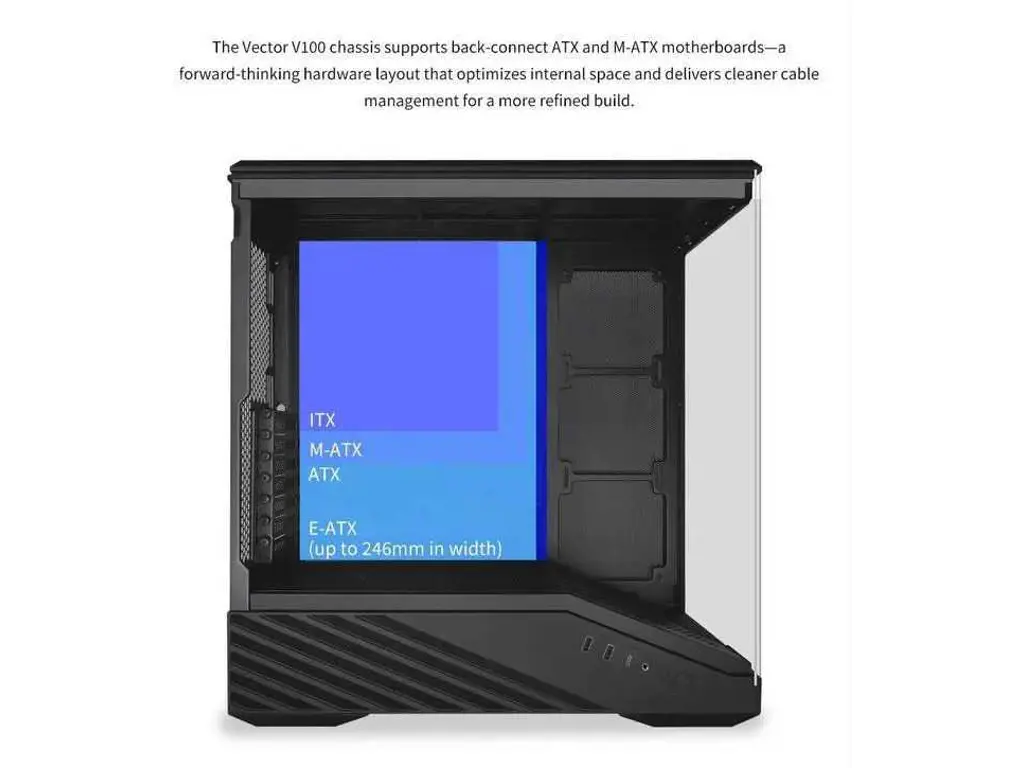 The Vector V100 chassis supports back-connect ATX and M-ATX motherboards—a
forward-thinking hardware layout that optimizes internal space and delivers cleaner cable
management for a more refined build.
ITX
M-ATX
ATX
E-ATX
(up to 246mm in width)